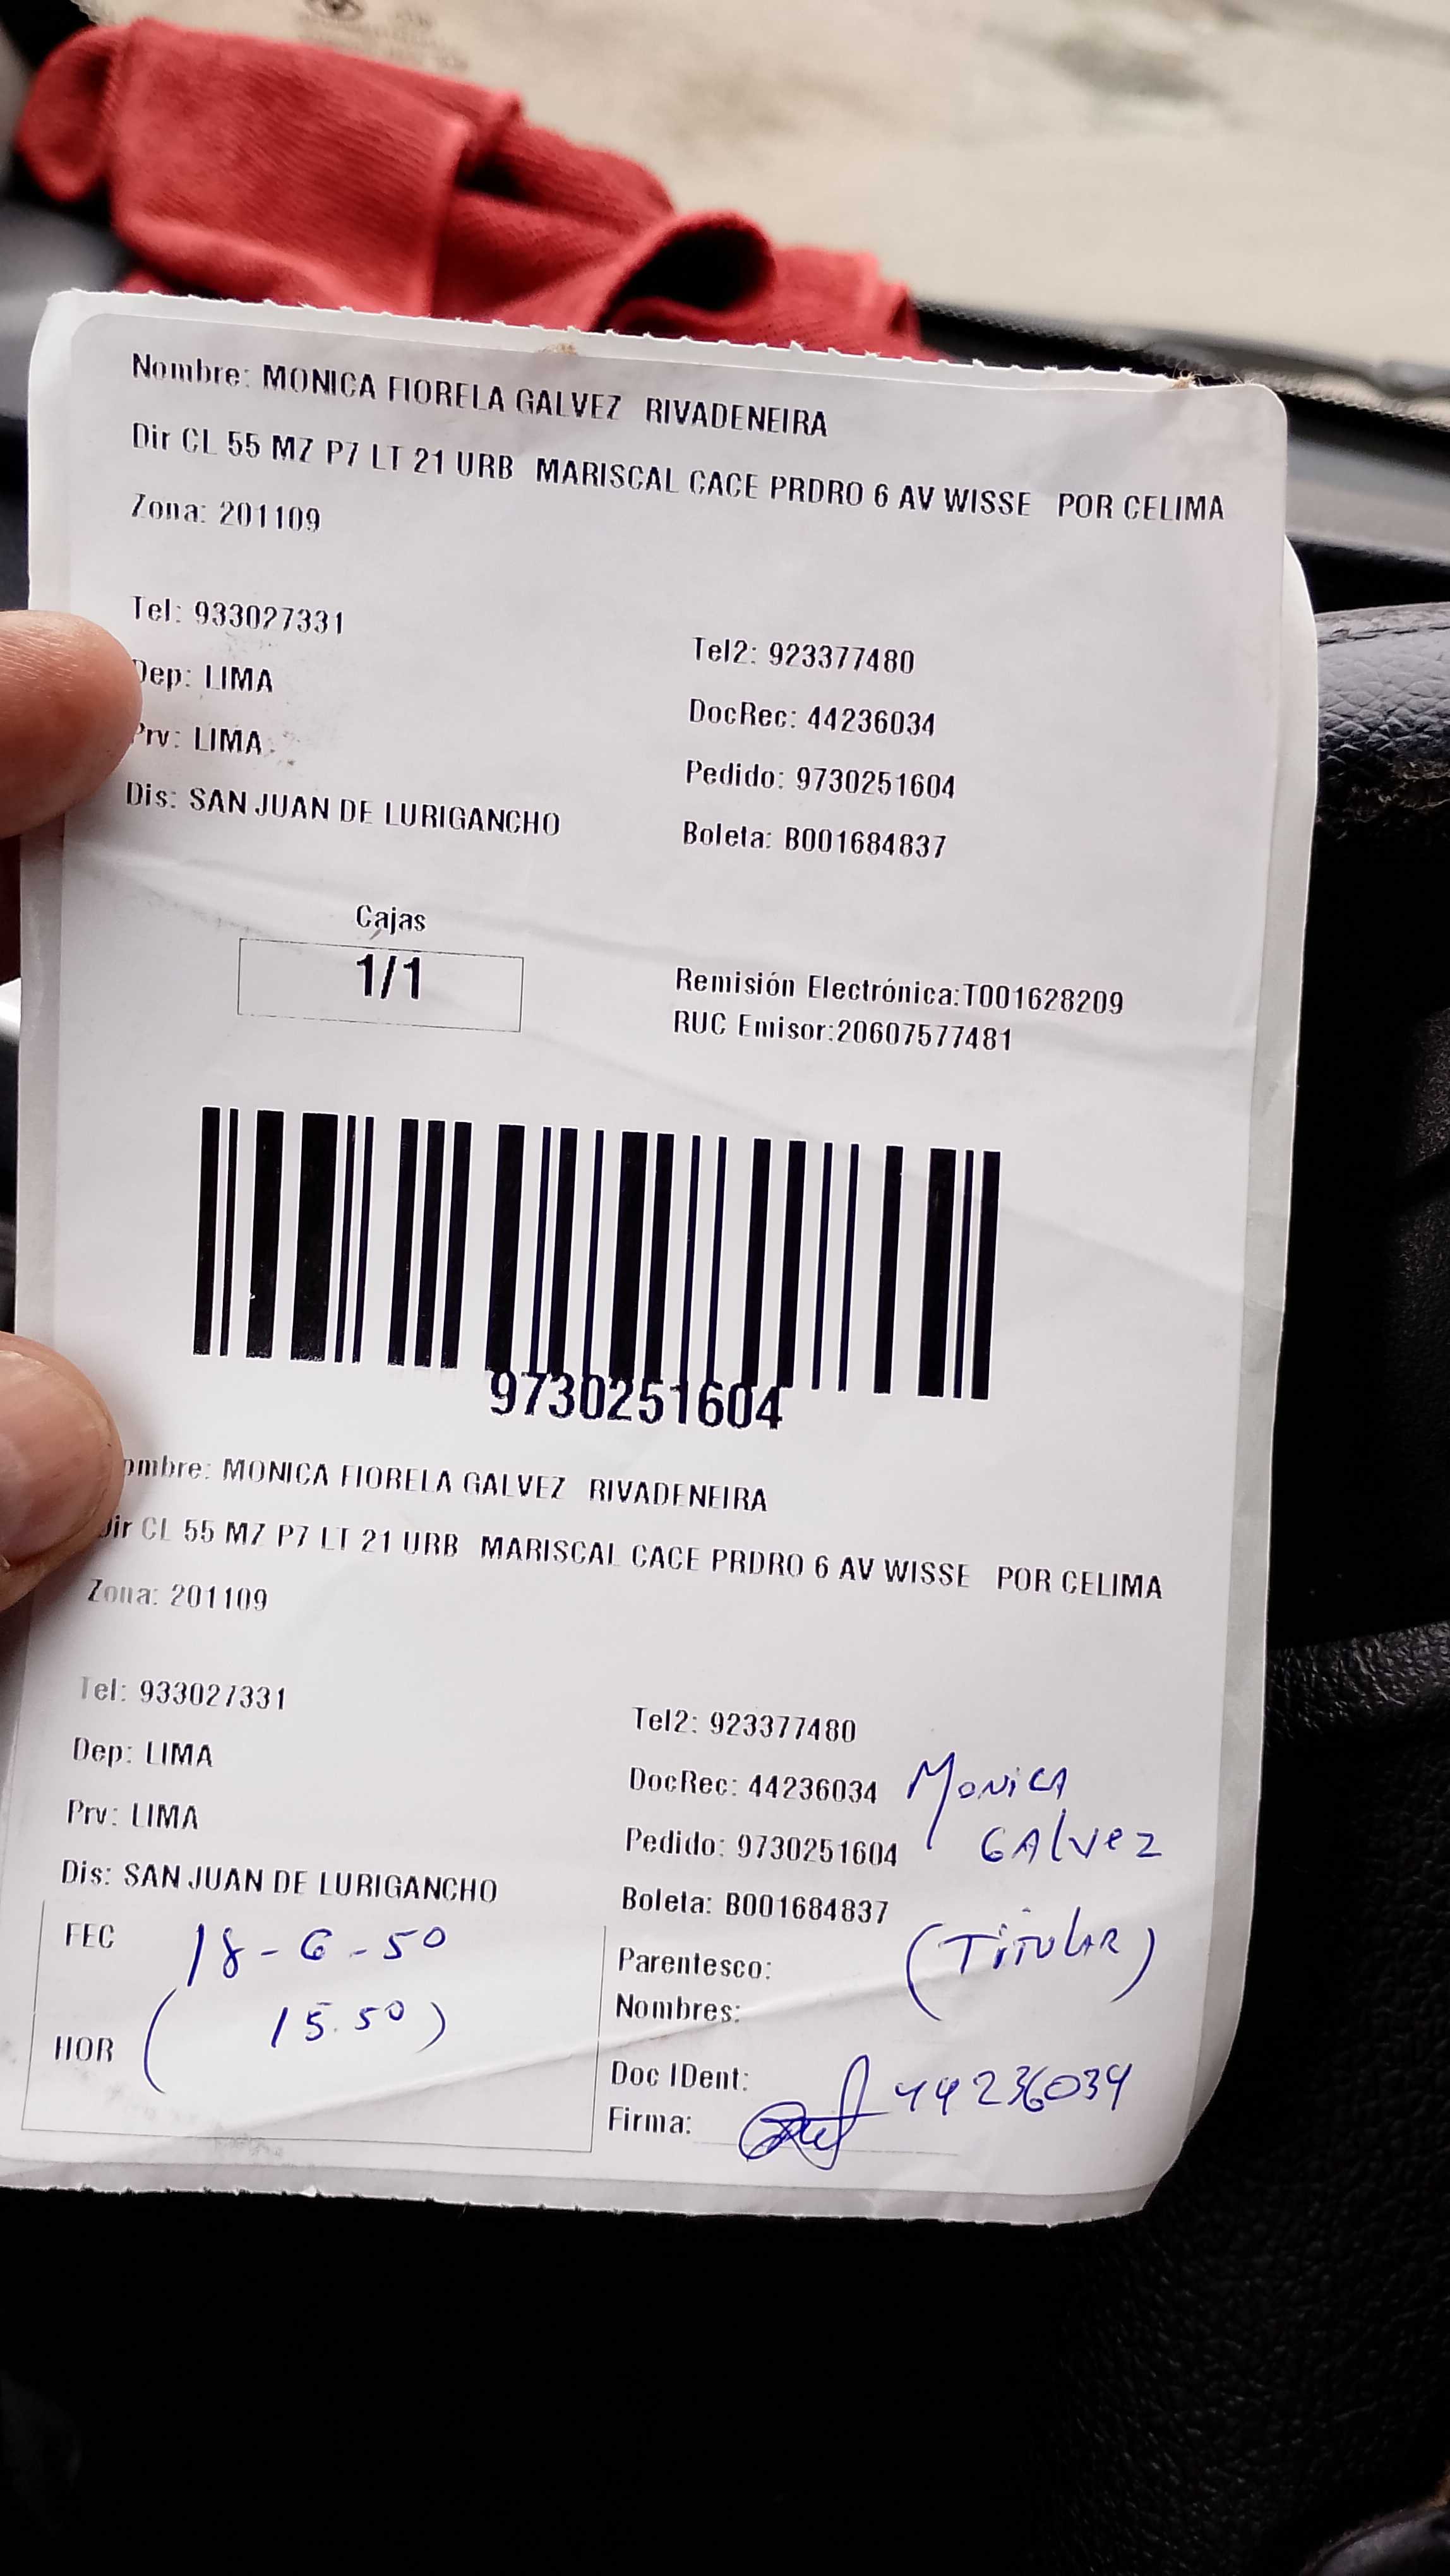 Nombre: MONICA FIORELA GALVEZ RIVADENEIRA
Dir CL 55 MZ P7 LT 21 URB MARISCAL CACE PRDRO 6 AV WISSE POR CELIMA
Zona: 201109
Tel: 933027331
Tel2: 923377480
Dep: LIMA
DocRec: 44236034
Prv: LIMA
Pedido: 9730251604
Dis: SAN JUAN DE LURIGANCHO
Boleta: B001684837
Cajas
1/1
Remisión Electrónica:T001628209
RUC Emisor:20607577481
9730251604
ombre: MONICA FIORELA GALVEZ RIVADENEIRA
Dir CL 55 MZ P7 LT 21 URB MARISCAL CACE PRDRO 6 AV WISSE POR CELIMA
Zona: 201109
Tel: 933027331
Tel2: 923377480
Dep: LIMA
DocRec: 44236034 MONICA
Prv: LIMA
Pedido: 9730251604 GALvez
Dis: SAN JUAN DE LURIGANCHO
Boleta: B001684837
FEC 18-6-50
Parentesco: (TiTULAR)
Nombres:
HOR (15.50)
Doc IDent: 44236034
Firma: